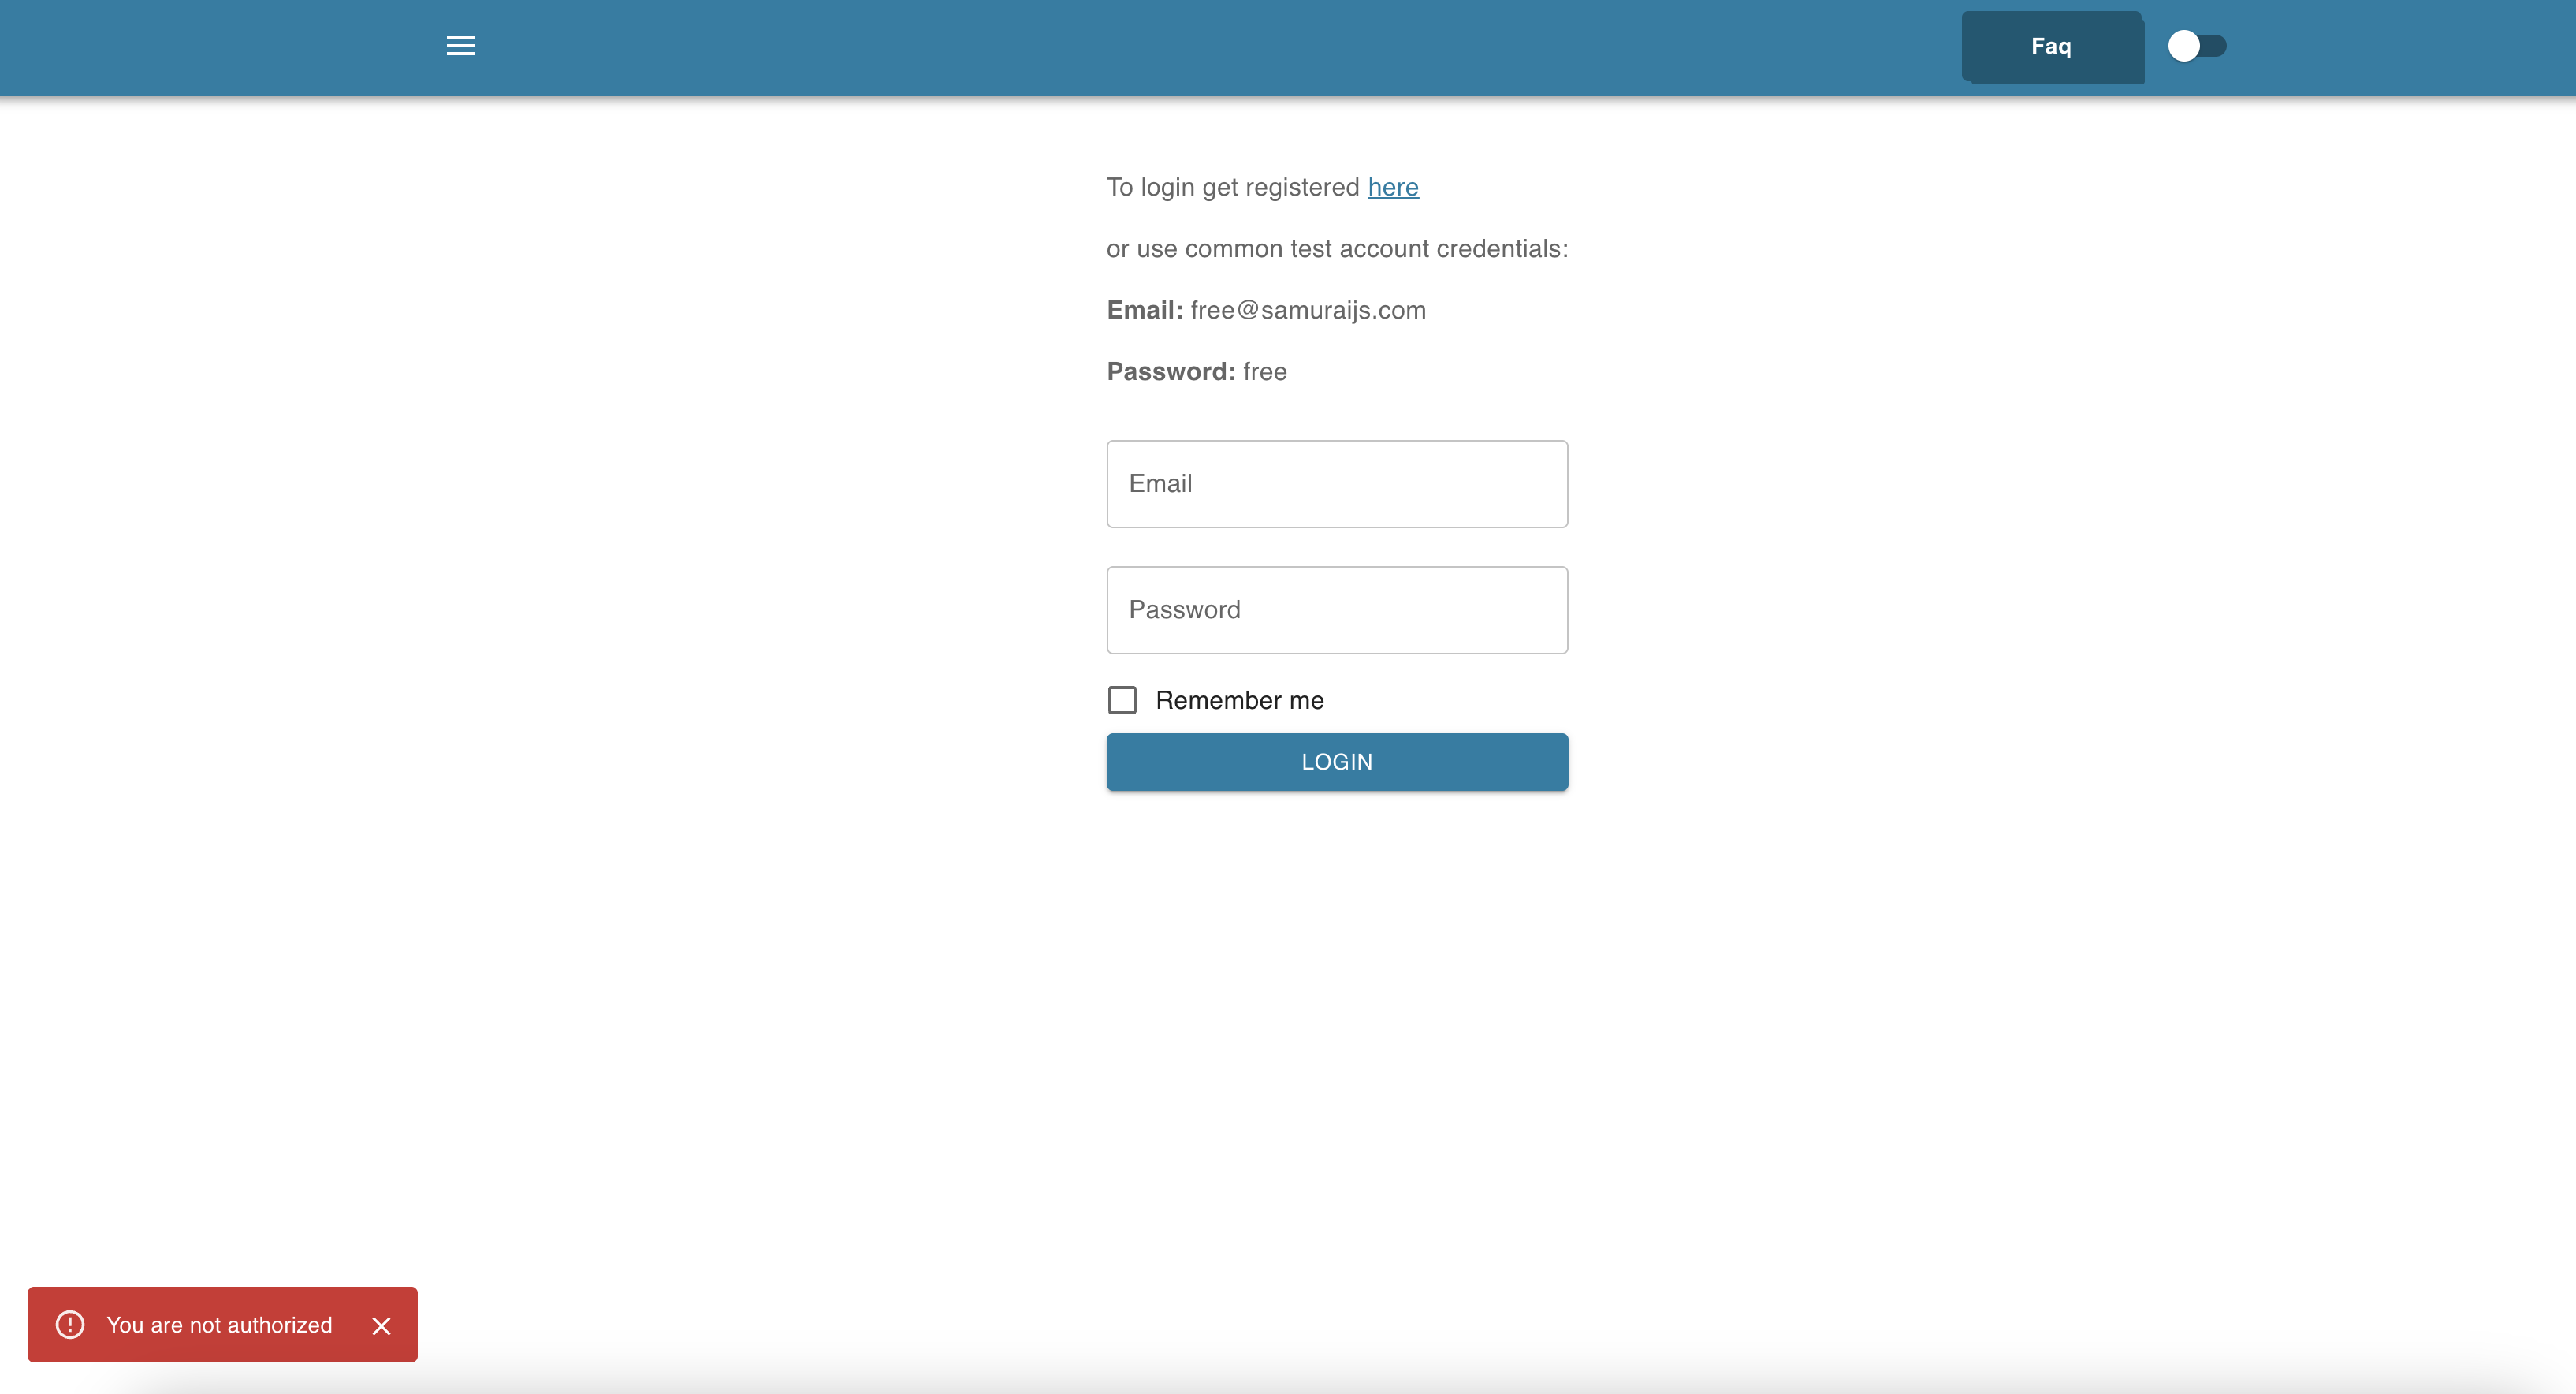 Faq
To login get registered here
or use common test account credentials:
Email: free@samuraijs.com
Password: free
Email
Password
Remember me
LOGIN
You are not authorized